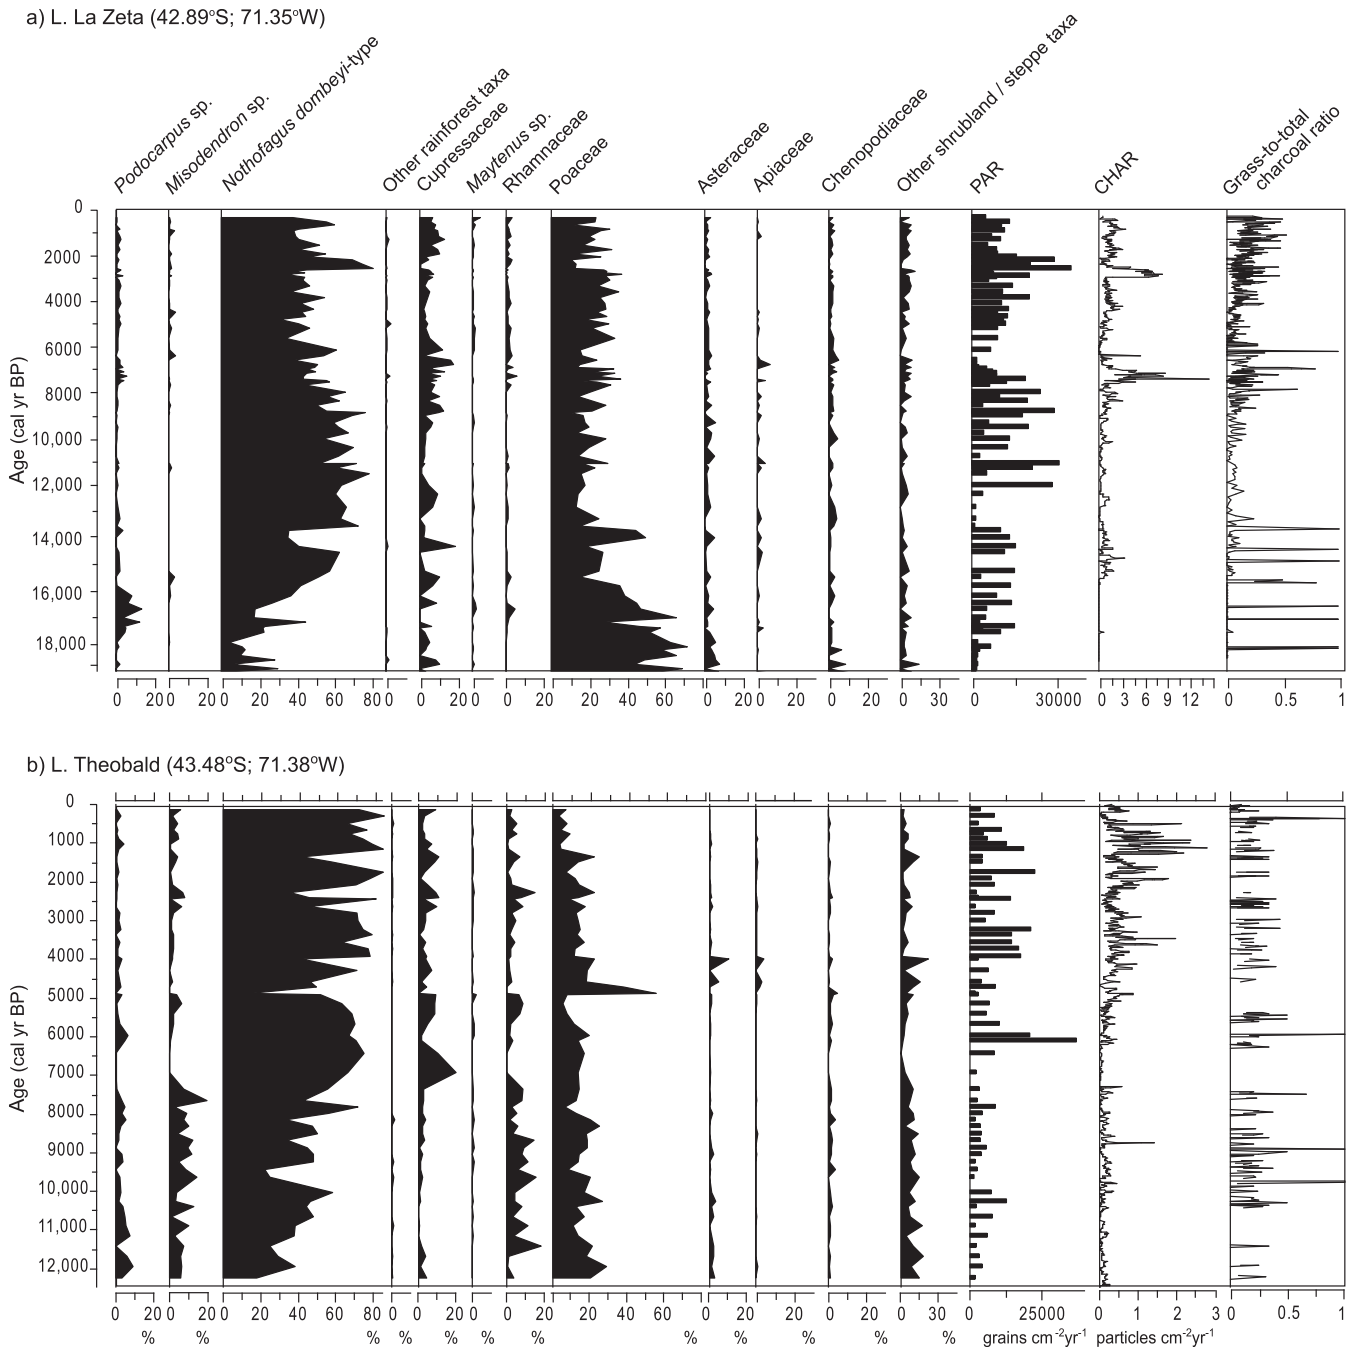 a) L. La Zeta (42.89°S; 71.35°W)
Podocarpus sp.
Misodendron sp.
Nothofagus dombeyi-type
Other rainforest taxa
Cupressaceae
Maytenus sp.
Rhamnaceae
Poaceae
Asteraceae
Apiaceae
Chenopodiaceae
Other shrubland / steppe taxa
PAR
CHAR
Grass-to-total
charcoal ratio
Age (cal yr BP)
0
2000
4000
6000
8000
10,000
12,000
14,000
16,000
18,000
0 20 0 20 0 20 40 60 80 0 0 20 0 0 20 0 20 40 60 0 20 0 20 0 20 0 30 0 30000 0 3 6 9 12 0 0.5 1
b) L. Theobald (43.48°S; 71.38°W)
Age (cal yr BP)
0
1000
2000
3000
4000
5000
6000
7000
8000
9000
10,000
11,000
12,000
0 20 0 20 0 20 40 60 80 0 0 20 0 0 20 0 20 40 60 0 20 0 20 0 20 0 30 0 25000 0 1 2 3 0 0.5 1
% % % % % % % % % % % % grains cm⁻²yr⁻¹ particles cm⁻²yr⁻¹